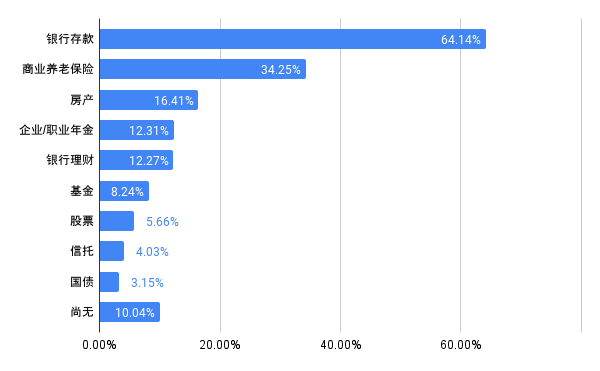 银行存款 64.14%
商业养老保险 34.25%
房产 16.41%
企业/职业年金 12.31%
银行理财 12.27%
基金 8.24%
股票 5.66%
信托 4.03%
国债 3.15%
尚无 10.04%
0.00% 20.00% 40.00% 60.00%